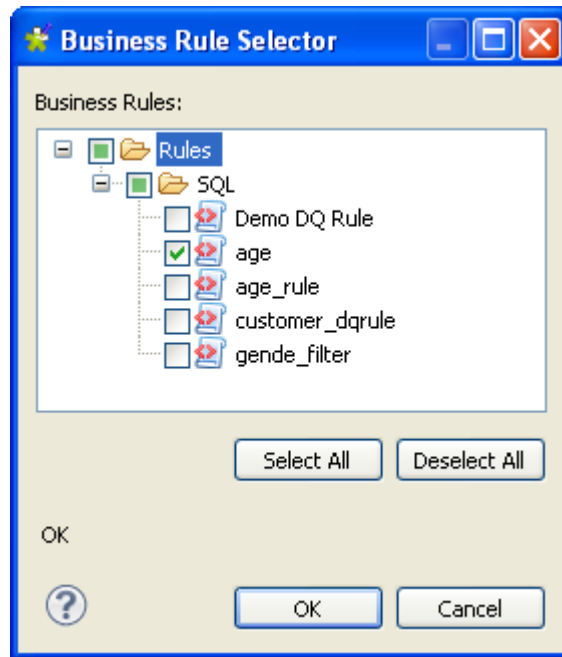 Business Rule Selector
Business Rules:
Rules
SQL
Demo DQ Rule
age
age_rule
customer_dqrule
gende_filter
Select All Deselect All
OK
OK Cancel